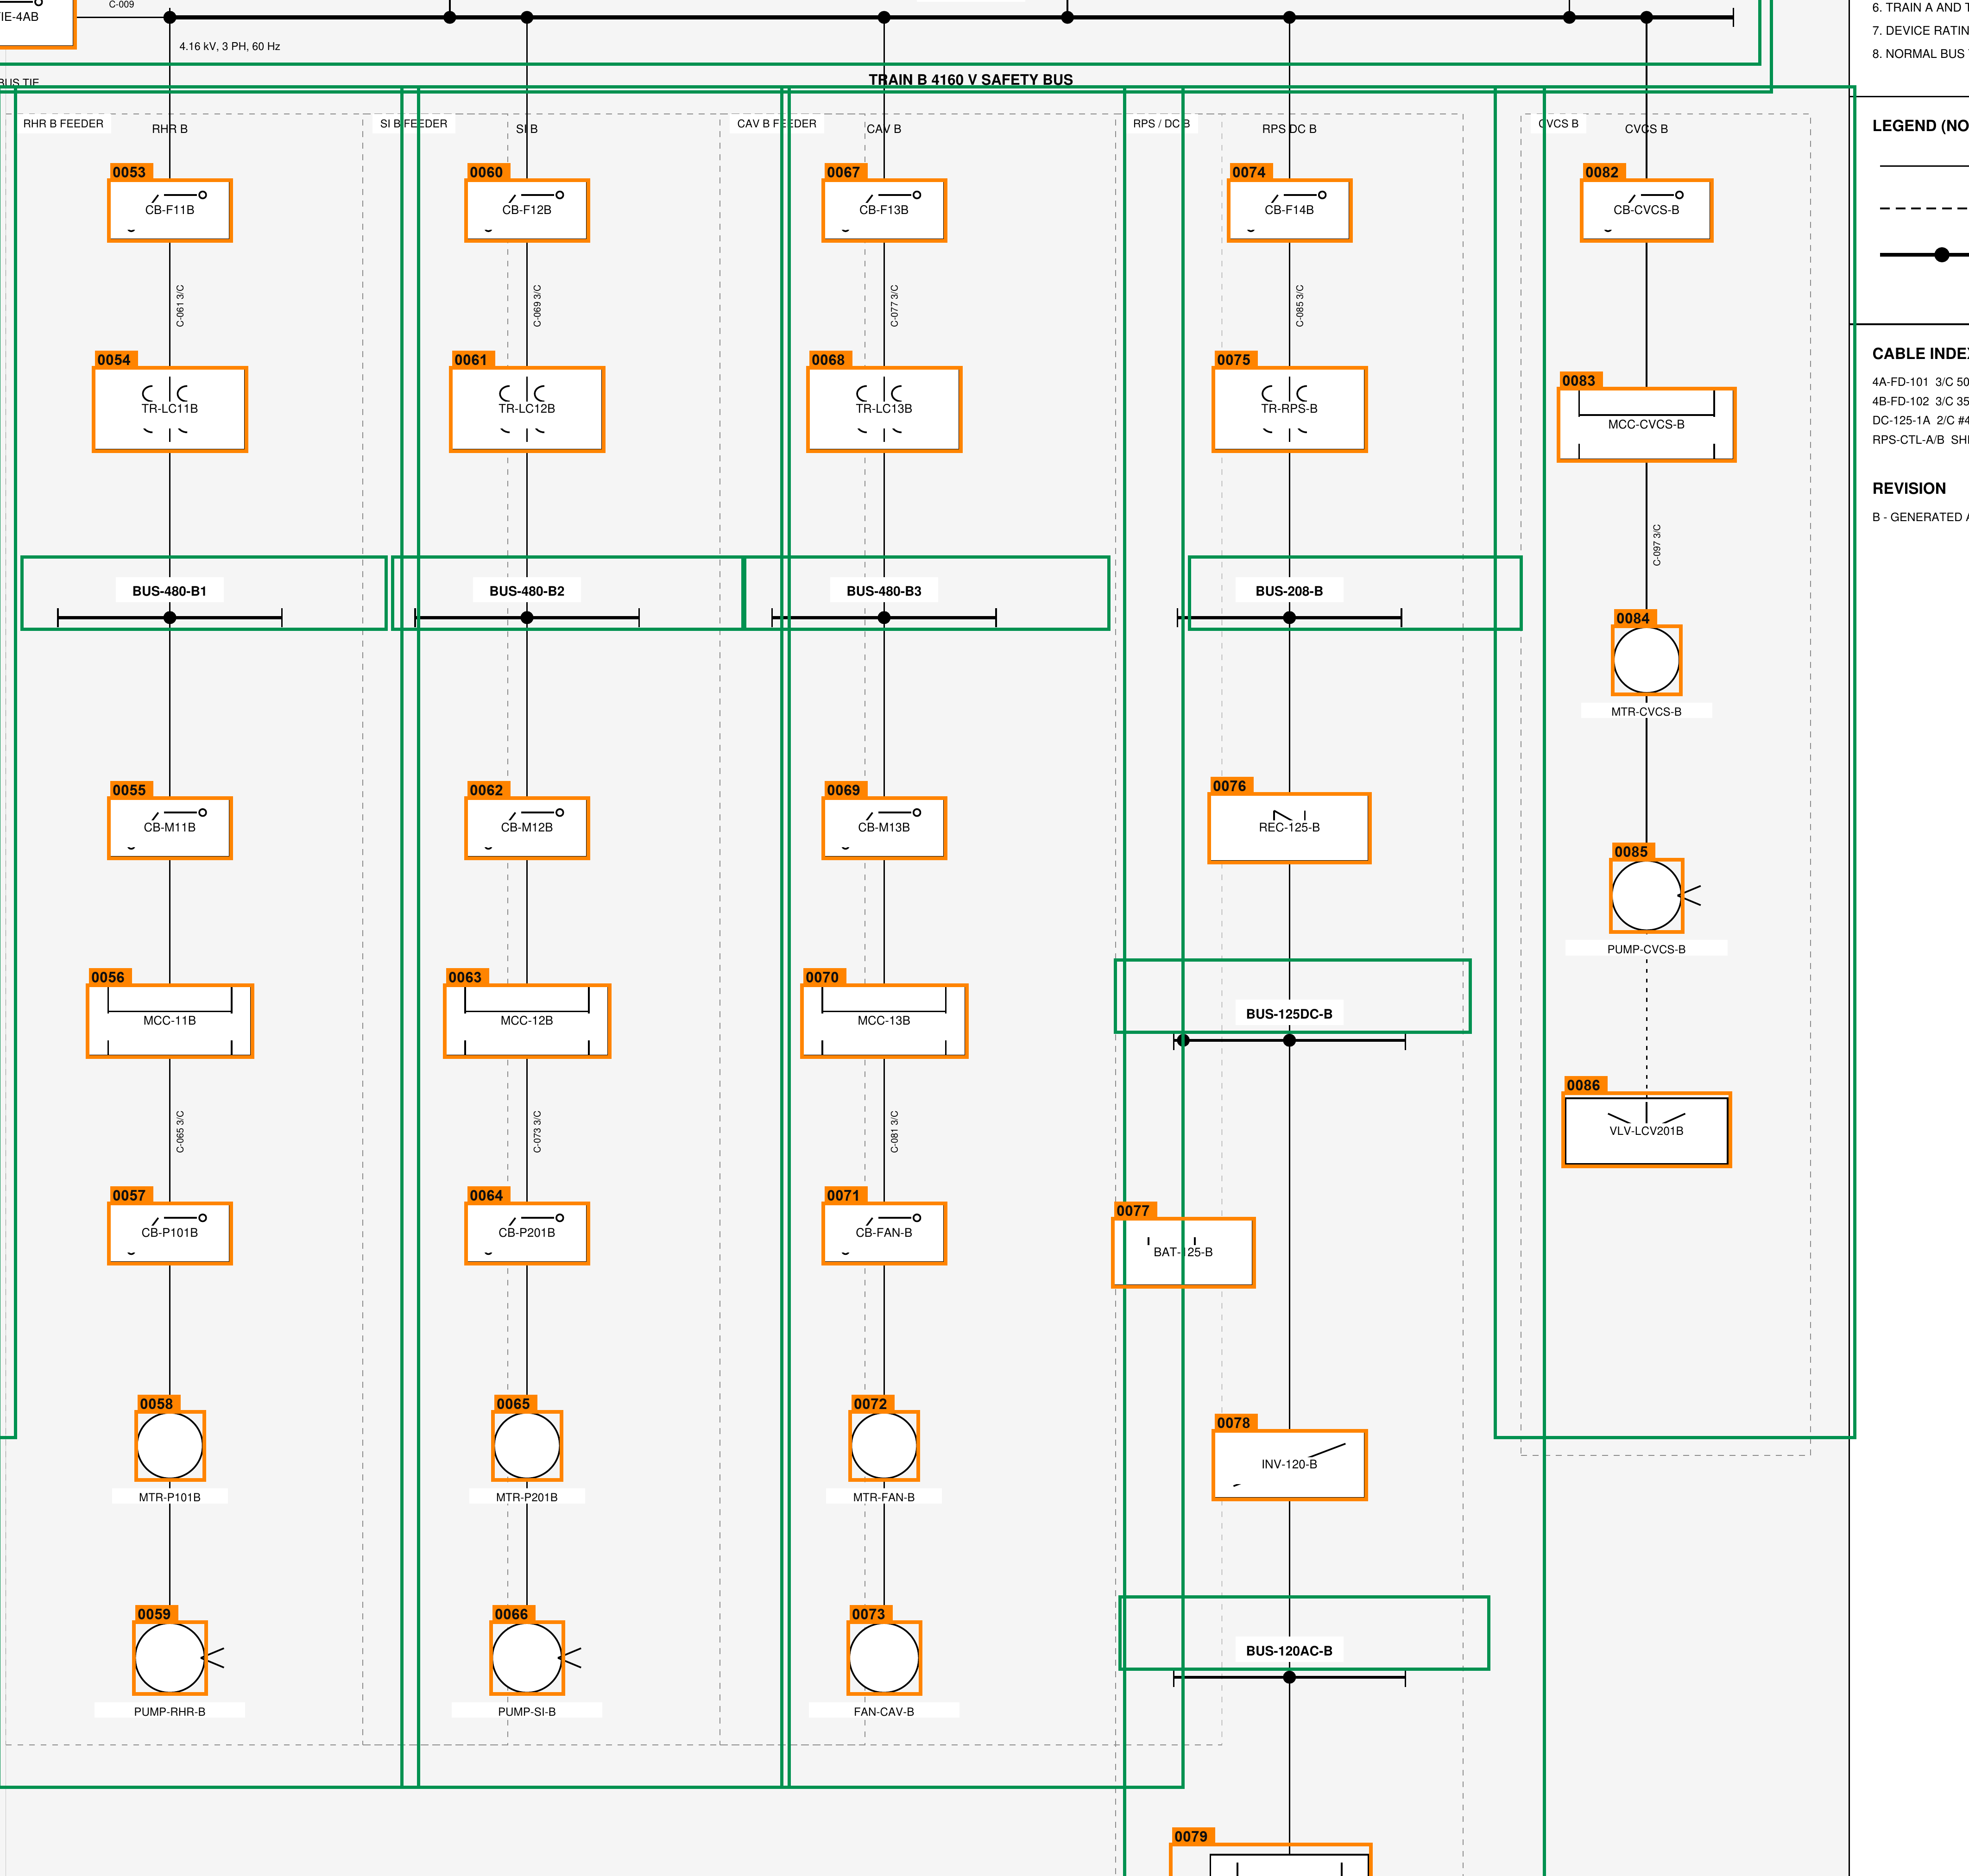 C-009
IE-4AB
4.16 kV, 3 PH, 60 Hz
BUS TIE
TRAIN B 4160 V SAFETY BUS
6. TRAIN A AND T
7. DEVICE RATIN
8. NORMAL BUS
RHR B FEEDER
RHR B
SI B FEEDER
SI B
CAV B FEEDER
CAV B
RPS / DC B
RPS DC B
CVCS B
CVCS B
LEGEND (NO
0053
CB-F11B
0060
CB-F12B
0067
CB-F13B
0074
CB-F14B
0082
CB-CVCS-B
C-061 3/C
C-069 3/C
C-077 3/C
C-085 3/C
0054
TR-LC11B
0061
TR-LC12B
0068
TR-LC13B
0075
TR-RPS-B
0083
MCC-CVCS-B
CABLE INDEX
4A-FD-101 3/C 50
4B-FD-102 3/C 35
DC-125-1A 2/C #4
RPS-CTL-A/B SHI
REVISION
B - GENERATED A
C-097 3/C
BUS-480-B1
BUS-480-B2
BUS-480-B3
BUS-208-B
0084
MTR-CVCS-B
0055
CB-M11B
0062
CB-M12B
0069
CB-M13B
0076
REC-125-B
0085
PUMP-CVCS-B
0056
MCC-11B
0063
MCC-12B
0070
MCC-13B
BUS-125DC-B
0086
VLV-LCV201B
C-065 3/C
C-073 3/C
C-081 3/C
0057
CB-P101B
0064
CB-P201B
0071
CB-FAN-B
0077
BAT-125-B
0058
MTR-P101B
0065
MTR-P201B
0072
MTR-FAN-B
0078
INV-120-B
0059
PUMP-RHR-B
0066
PUMP-SI-B
0073
FAN-CAV-B
BUS-120AC-B
0079